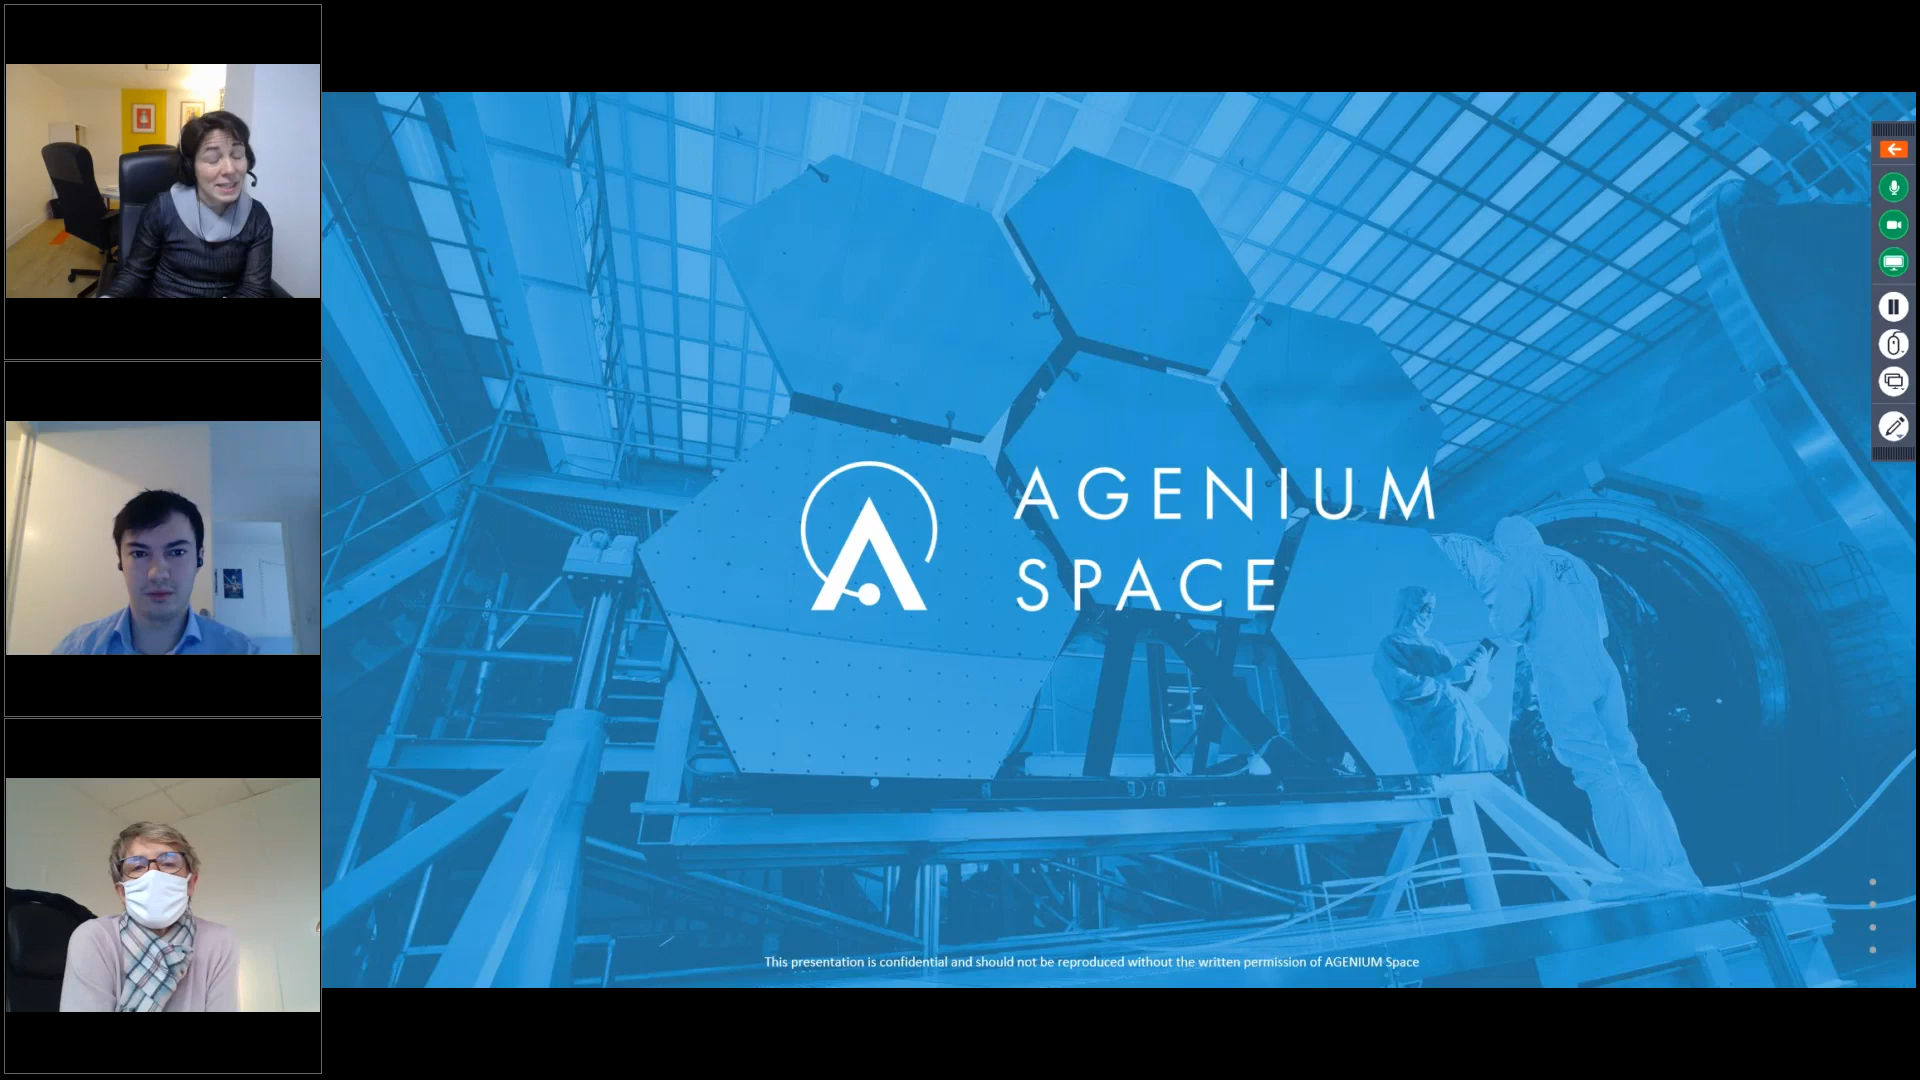 AGENIUM
SPACE
This presentation is confidential and should not be reproduced without the written permission of AGENIUM Space